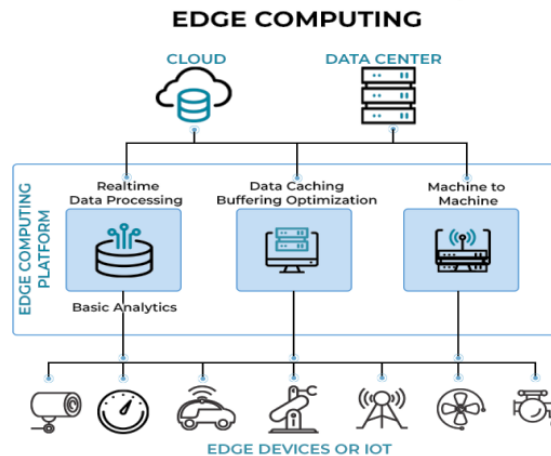 EDGE COMPUTING
CLOUD
DATA CENTER
EDGE COMPUTING
PLATFORM
Realtime
Data Processing
Data Caching
Buffering Optimization
Machine to
Machine
Basic Analytics
EDGE DEVICES OR IOT